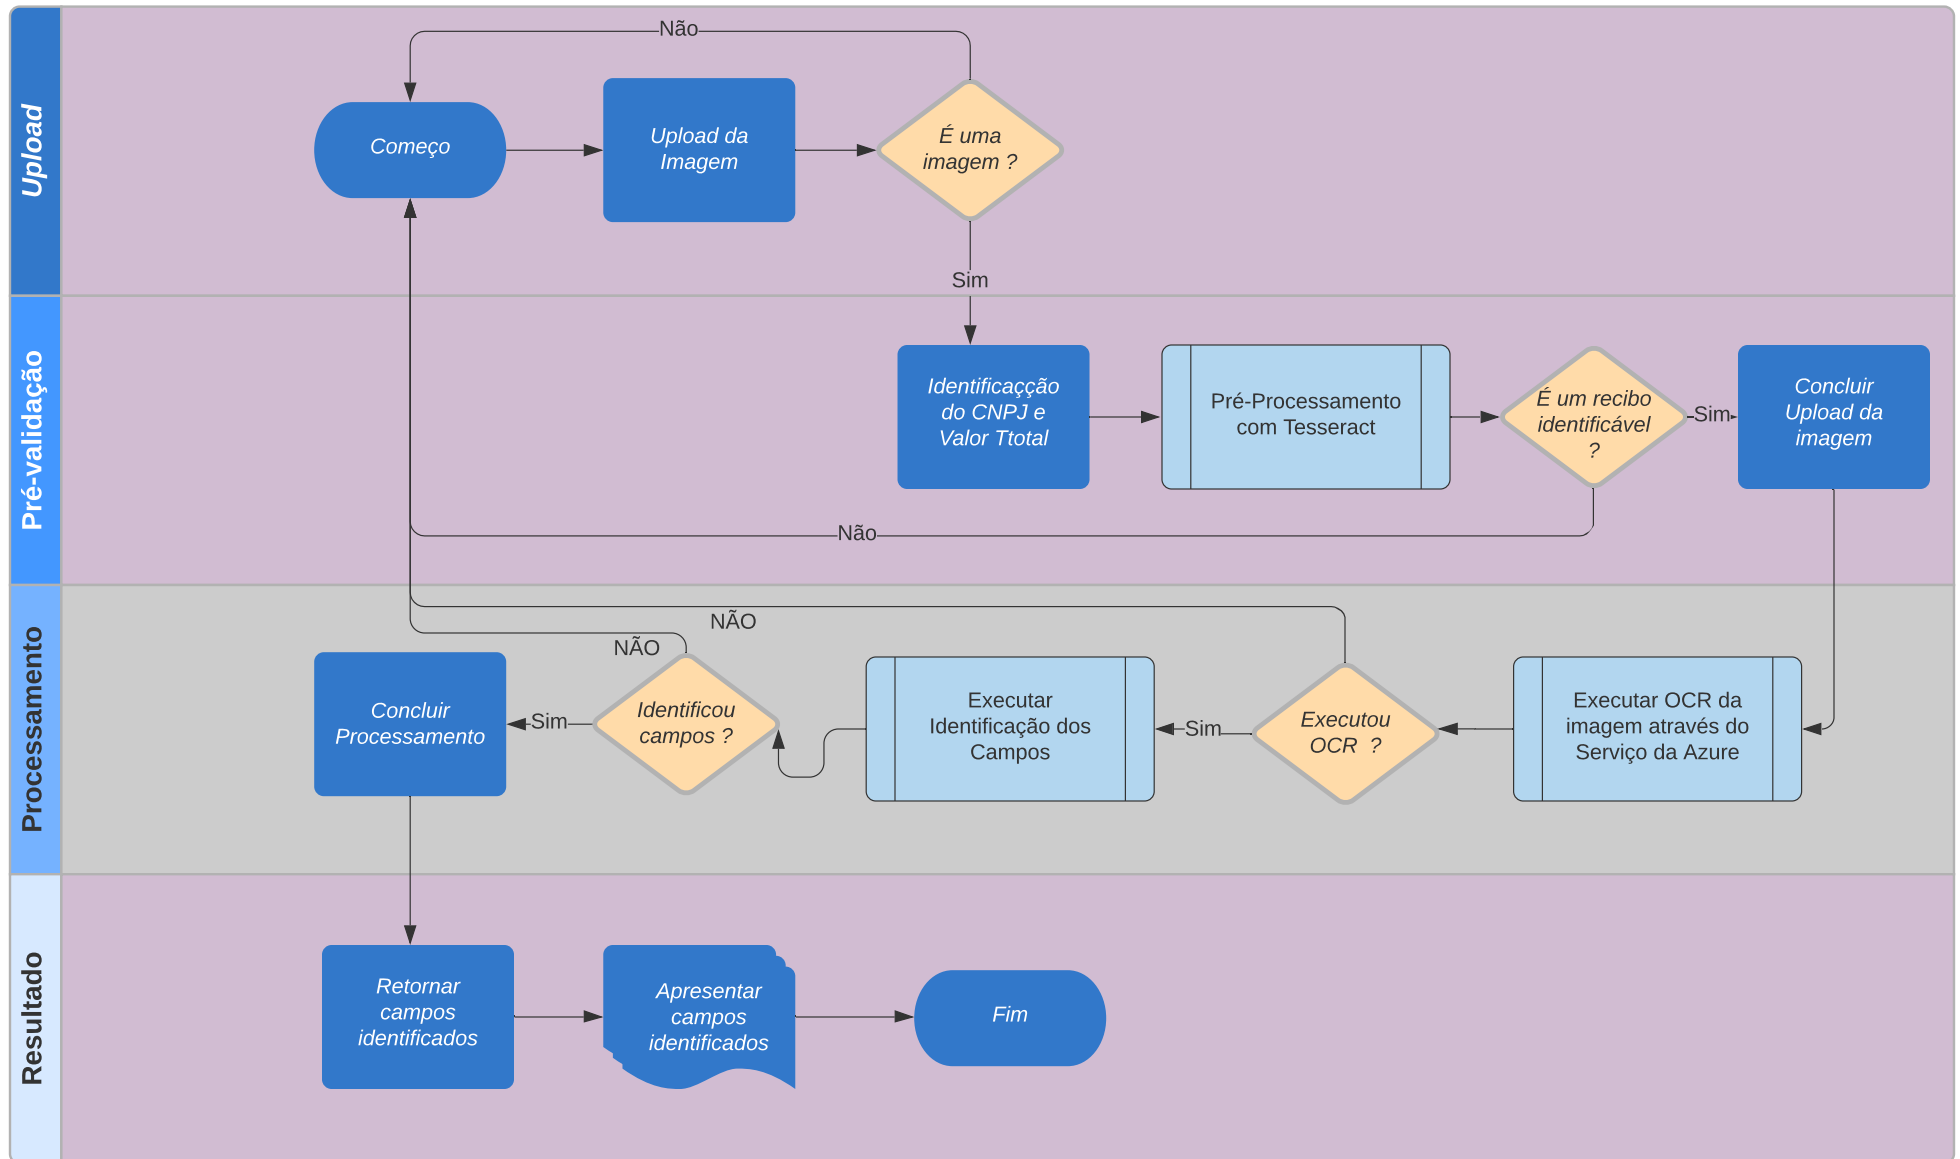 Upload
Não
Começo
Upload da
Imagem
É uma
imagem ?
Sim
Pré-validação
Identificaçção
do CNPJ e
Valor Ttotal
Pré-Processamento
com Tesseract
É um recibo
identificável
?
Sim
Concluir
Upload da
imagem
Não
Processamento
NÃO
NÃO
Concluir
Processamento
Sim
Identificou
campos ?
Executar
Identificação dos
Campos
Sim
Executou
OCR ?
Executar OCR da
imagem através do
Serviço da Azure
Resultado
Retornar
campos
identificados
Apresentar
campos
identificados
Fim